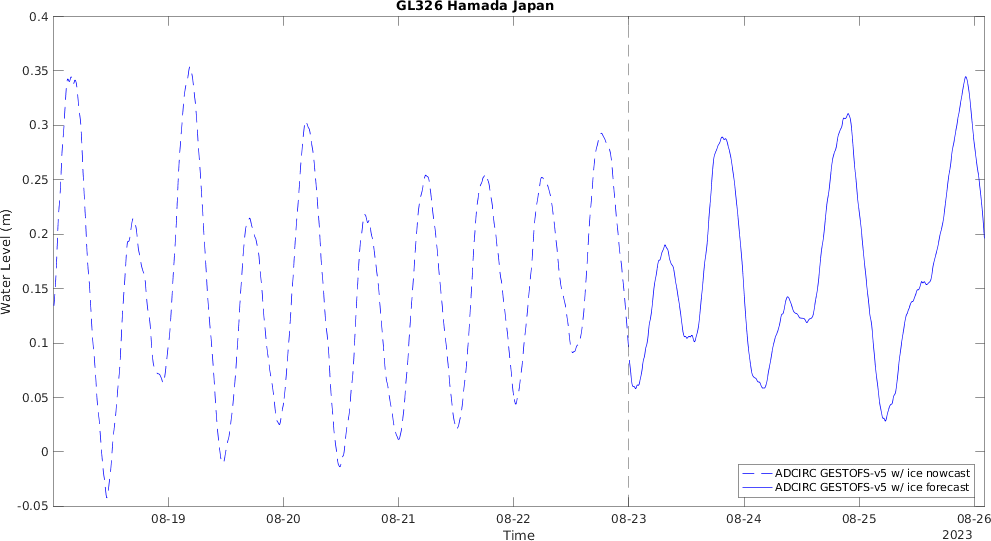 GL326 Hamada Japan
0.4
0.35
0.3
0.25
0.2
0.15
0.1
0.05
0
-0.05
Water Level (m)
ADCIRC GESTOFS-v5 w/ ice nowcast
ADCIRC GESTOFS-v5 w/ ice forecast
08-19 08-20 08-21 08-22 08-23 08-24 08-25 08-26
Time
2023